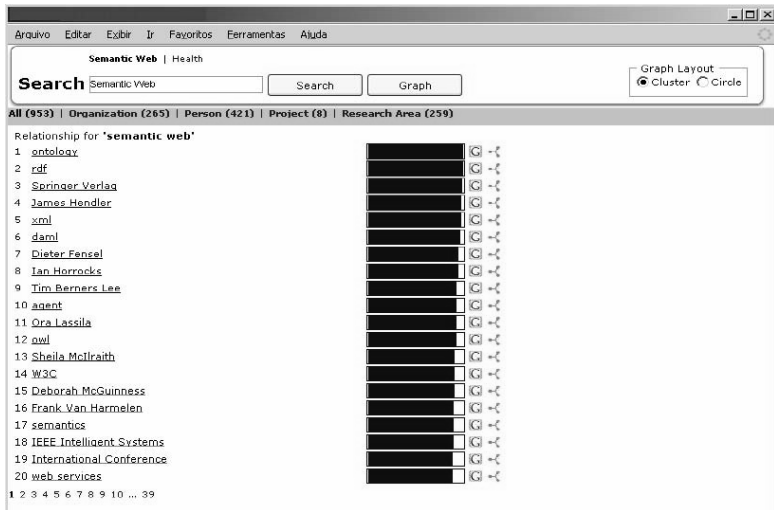 Arquivo Editar Exibir Ir Favoritos Ferramentas Ajuda
Semantic Web | Health
Search Semantic Web Search Graph
Graph Layout
Cluster Circle
All (953) | Organization (265) | Person (421) | Project (8) | Research Area (259)
Relationship for 'semantic web'
1 ontology G
2 rdf G
3 Springer Verlag G
4 James Hendler G
5 xml G
6 daml G
7 Dieter Fensel G
8 Ian Horrocks G
9 Tim Berners Lee G
10 agent G
11 Ora Lassila G
12 owl G
13 Sheila McIlraith G
14 W3C G
15 Deborah McGuinness G
16 Frank Van Harmelen G
17 semantics G
18 IEEE Intelligent Systems G
19 International Conference G
20 web services G
1 2 3 4 5 6 7 8 9 10 ... 39